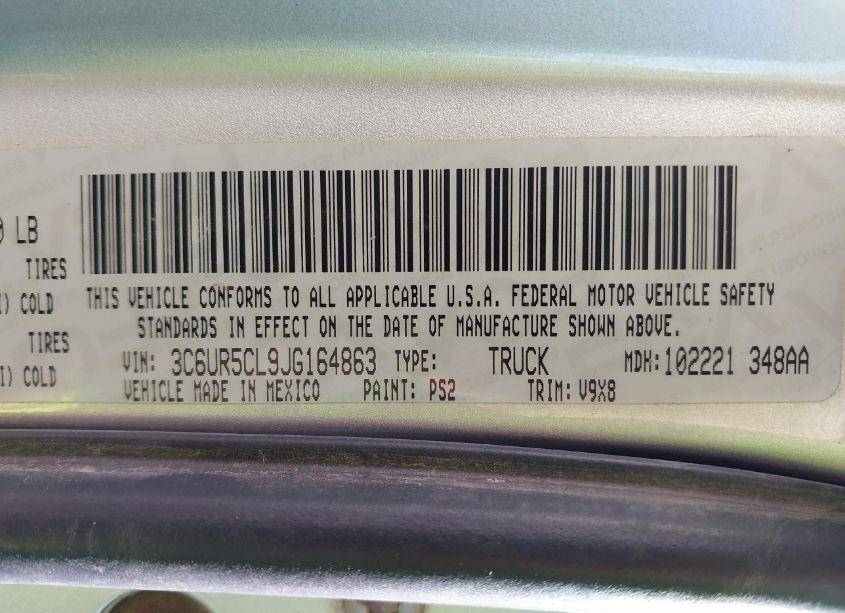 0 LB
TIRES
I) COLD
TIRES
I) COLD
THIS VEHICLE CONFORMS TO ALL APPLICABLE U.S.A. FEDERAL MOTOR VEHICLE SAFETY
STANDARDS IN EFFECT ON THE DATE OF MANUFACTURE SHOWN ABOVE.
VIN: 3C6UR5CL9JG164863 TYPE: TRUCK MDH:102221 348AA
VEHICLE MADE IN MEXICO PAINT: PS2 TRIM: V9X8